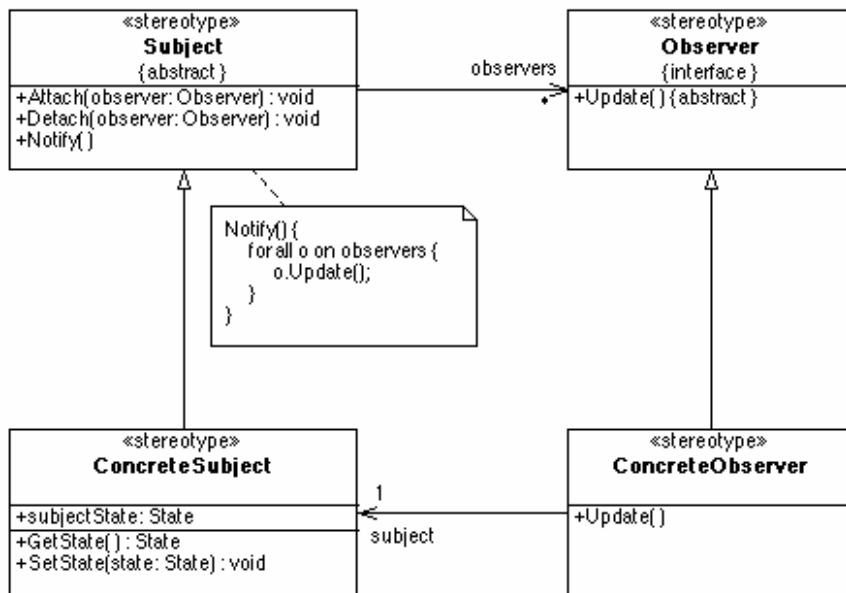 «stereotype»
Subject
{abstract}
+Attach(observer: Observer) : void
+Detach(observer: Observer) : void
+Notify()
observers
*
«stereotype»
Observer
{interface}
+Update() {abstract}
Notify() {
for all o on observers {
o.Update();
}
}
«stereotype»
ConcreteSubject
+subjectState: State
+GetState() : State
+SetState(state: State) : void
1
subject
«stereotype»
ConcreteObserver
+Update()